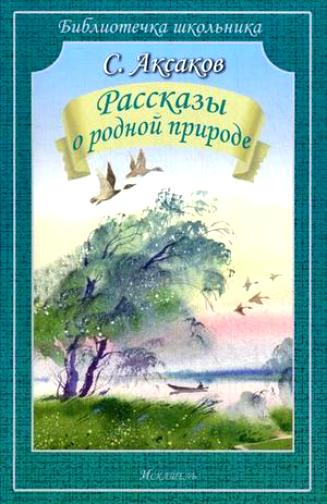 Библиотечка школьника
С. Аксаков
Рассказы
о родной природе
Искатель